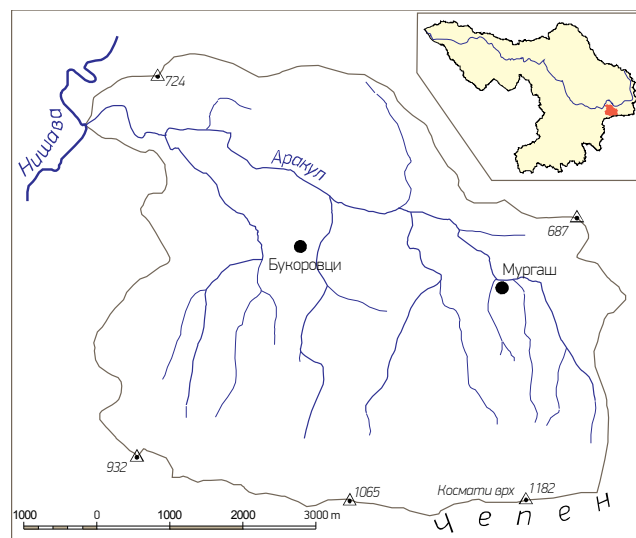 724
Нишава
Аракул
687
Букоровци
Мургаш
932
1065
Космати врх
1182
Чепен
1000 0 1000 2000 3000 m